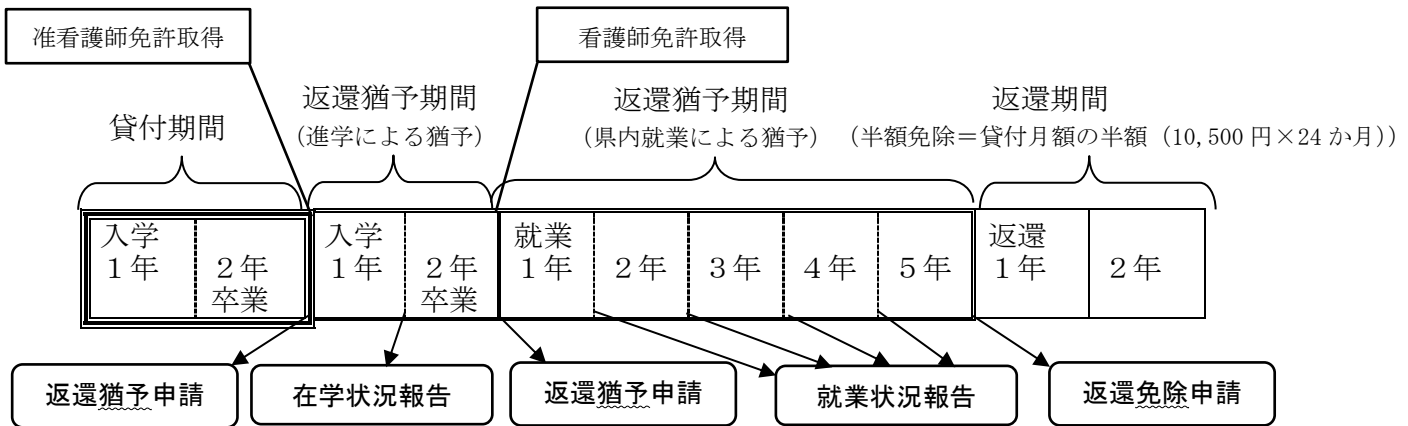 准看護師免許取得
看護師免許取得
貸付期間
返還猶予期間
(進学による猶予)
返還猶予期間
(県内就業による猶予)
返還期間
(半額免除＝貸付月額の半額 (10,500 円×24 か月))
入学
１年
２年
卒業
入学
１年
２年
卒業
就業
１年
２年
３年
４年
５年
返還
１年
２年
返還猶予申請
在学状況報告
返還猶予申請
就業状況報告
返還免除申請